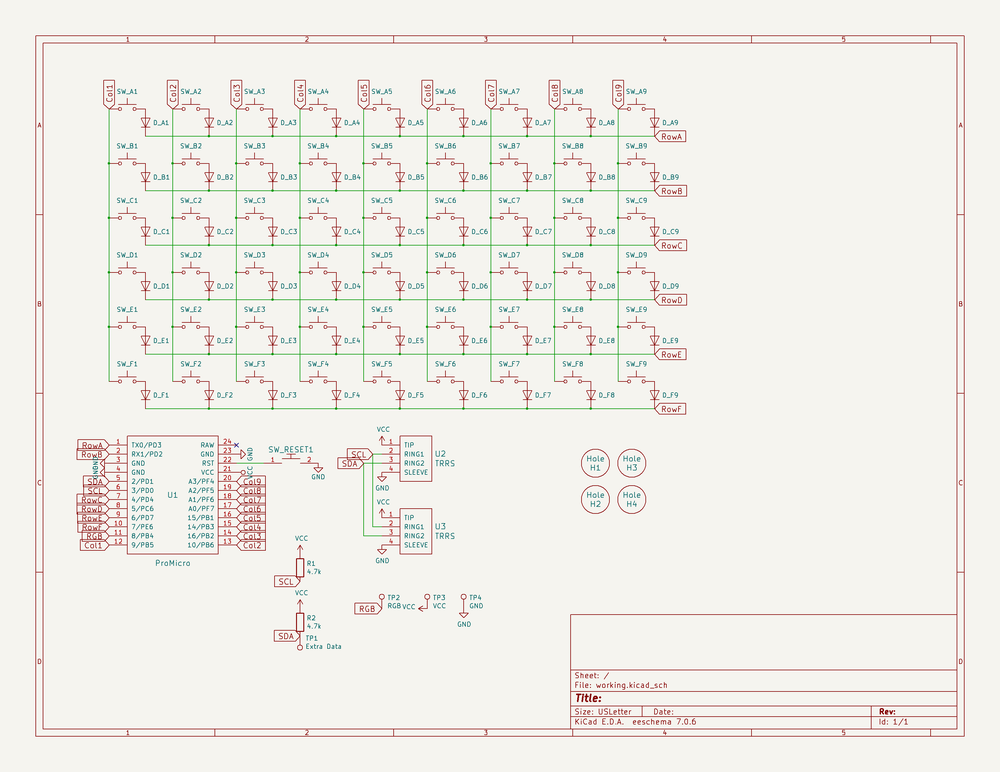 1 2 3 4 5
Col1 Col2 Col3 Col4 Col5 Col6 Col7 Col8 Col9
SW_A1 SW_A2 SW_A3 SW_A4 SW_A5 SW_A6 SW_A7 SW_A8 SW_A9
A D_A1 D_A2 D_A3 D_A4 D_A5 D_A6 D_A7 D_A8 D_A9 A
RowA
SW_B1 SW_B2 SW_B3 SW_B4 SW_B5 SW_B6 SW_B7 SW_B8 SW_B9
D_B1 D_B2 D_B3 D_B4 D_B5 D_B6 D_B7 D_B8 D_B9
RowB
SW_C1 SW_C2 SW_C3 SW_C4 SW_C5 SW_C6 SW_C7 SW_C8 SW_C9
D_C1 D_C2 D_C3 D_C4 D_C5 D_C6 D_C7 D_C8 D_C9
RowC
SW_D1 SW_D2 SW_D3 SW_D4 SW_D5 SW_D6 SW_D7 SW_D8 SW_D9
D_D1 D_D2 D_D3 D_D4 D_D5 D_D6 D_D7 D_D8 D_D9
RowD
B B
SW_E1 SW_E2 SW_E3 SW_E4 SW_E5 SW_E6 SW_E7 SW_E8 SW_E9
D_E1 D_E2 D_E3 D_E4 D_E5 D_E6 D_E7 D_E8 D_E9
RowE
SW_F1 SW_F2 SW_F3 SW_F4 SW_F5 SW_F6 SW_F7 SW_F8 SW_F9
D_F1 D_F2 D_F3 D_F4 D_F5 D_F6 D_F7 D_F8 D_F9
RowF
RowA 1 TX0/PD3 RAW 24
RowB 2 RX1/PD2 GND 23 GND
GND 3 GND RST 22
GND 4 GND VCC 21 VCC
SDA 5 2/PD1 A3/PF4 20 Col9
SCL 6 3/PD0 A2/PF5 19 Col8
RowC 7 4/PD4 A1/PF6 18 Col7
RowD 8 5/PC6 A0/PF7 17 Col6
RowE 9 6/PD7 15/PB1 16 Col5
RowF 10 7/PE6 14/PB3 15 Col4
RGB 11 8/PB4 16/PB2 14 Col3
Col1 12 9/PB5 10/PB6 13 Col2
U1
ProMicro
SW_RESET1
1 2
GND
VCC
1 TIP
SCL 2 RING1 U2
SDA 3 RING2 TRRS
4 SLEEVE
GND
VCC
1 TIP
2 RING1 U3
3 RING2 TRRS
4 SLEEVE
GND
Hole H1
Hole H3
Hole H2
Hole H4
C C
VCC
R1
4.7k
SCL
VCC
R2
4.7k
SDA
TP1
Extra Data
TP2
RGB
RGB
TP3
VCC VCC
TP4
GND
GND
D D
Sheet: /
File: working.kicad_sch
Title:
Size: USLetter Date: Rev:
KiCad E.D.A. eeschema 7.0.6 Id: 1/1
1 2 3 4 5